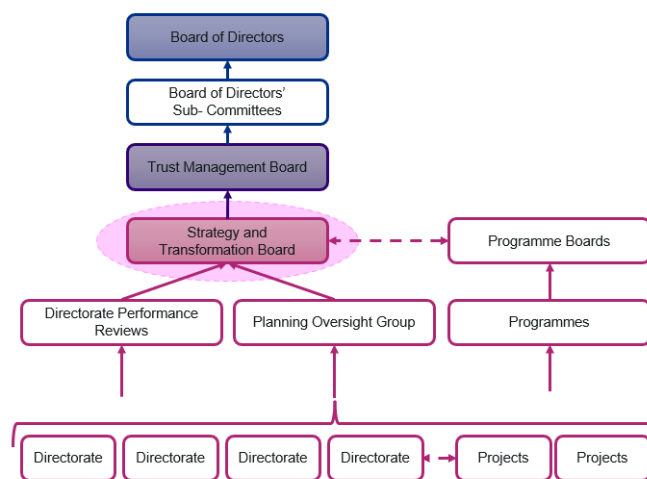 Board of Directors
Board of Directors'
Sub- Committees
Trust Management Board
Strategy and
Transformation Board
Programme Boards
Directorate Performance
Reviews
Planning Oversight Group
Programmes
Directorate
Directorate
Directorate
Directorate
Projects
Projects